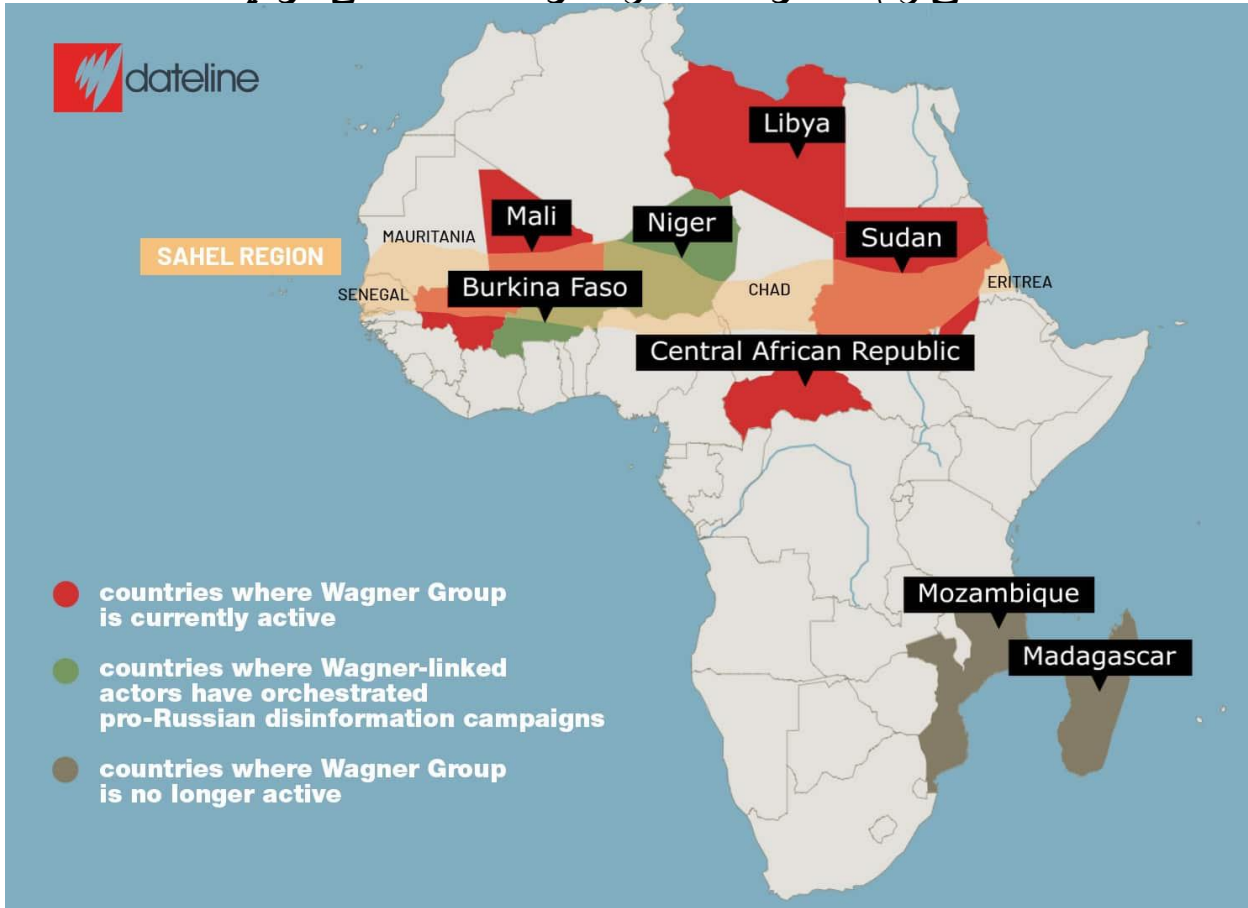 dateline
Libya
Mali
Niger
Sudan
MAURITANIA
SAHEL REGION
Burkina Faso
CHAD
ERITREA
SENEGAL
Central African Republic
Mozambique
Madagascar
countries where Wagner Group
is currently active
countries where Wagner-linked
actors have orchestrated
pro-Russian disinformation campaigns
countries where Wagner Group
is no longer active